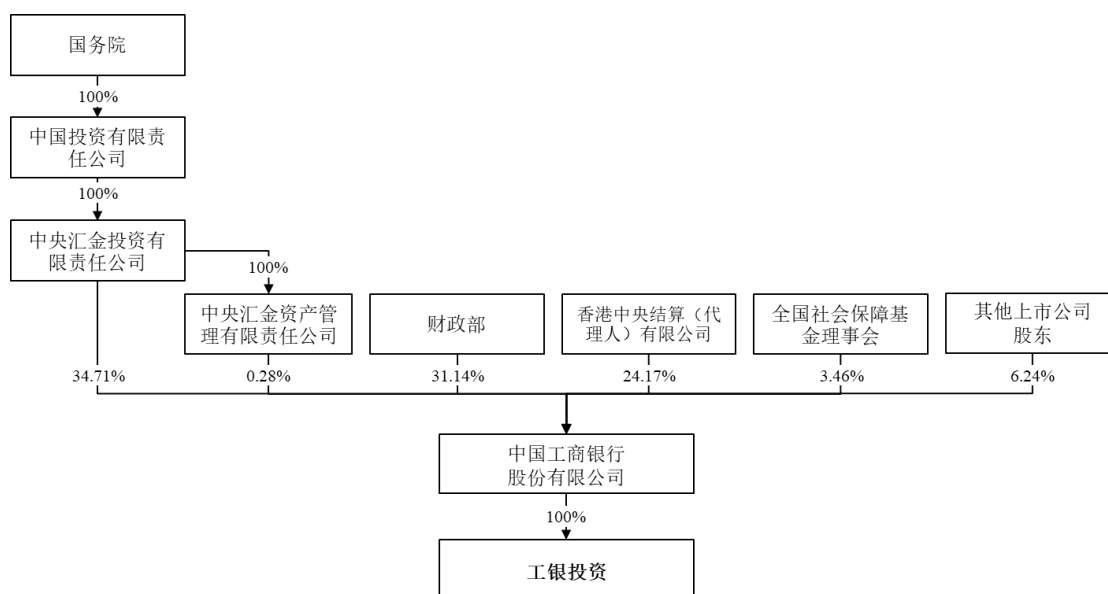 国务院
100%
中国投资有限责
任公司
100%
中央汇金投资有
限责任公司
100%
中央汇金资产管
理有限责任公司
财政部
香港中央结算（代
理人）有限公司
全国社会保障基
金理事会
其他上市公司
股东
34.71%
0.28%
31.14%
24.17%
3.46%
6.24%
中国工商银行
股份有限公司
100%
工银投资